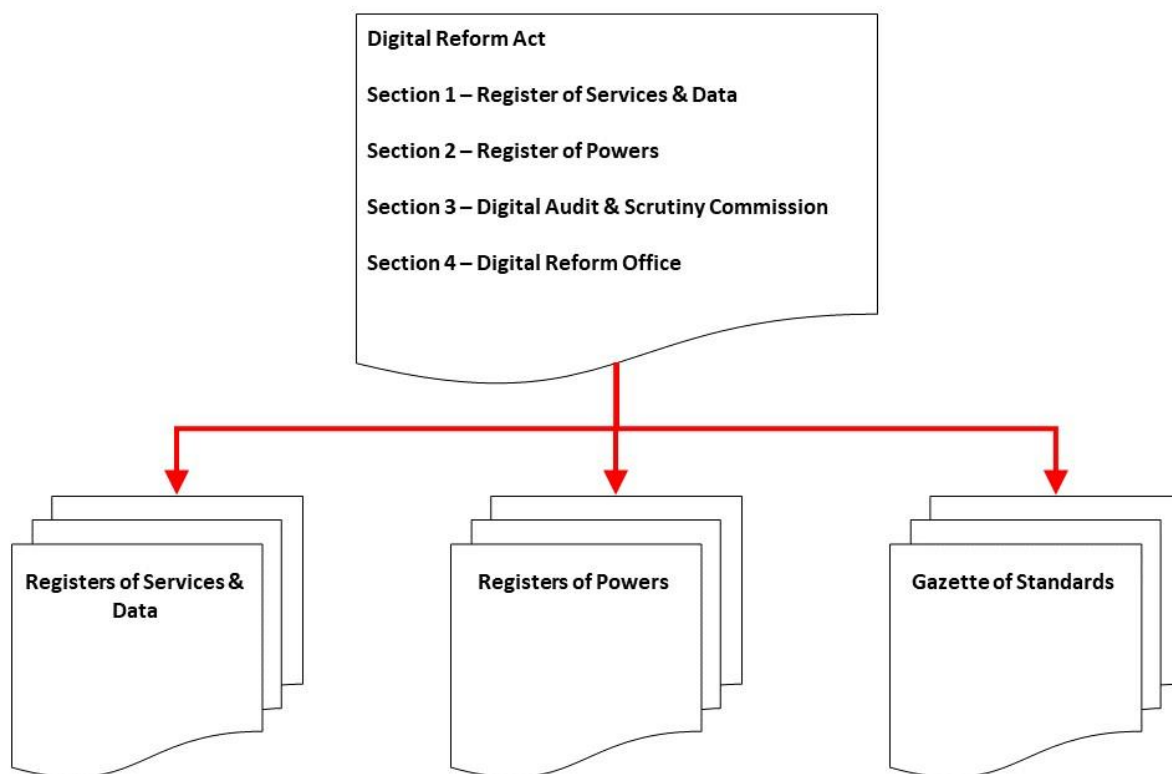 Digital Reform Act
Section 1 – Register of Services & Data
Section 2 – Register of Powers
Section 3 – Digital Audit & Scrutiny Commission
Section 4 – Digital Reform Office
Registers of Services &
Data
Registers of Powers
Gazette of Standards